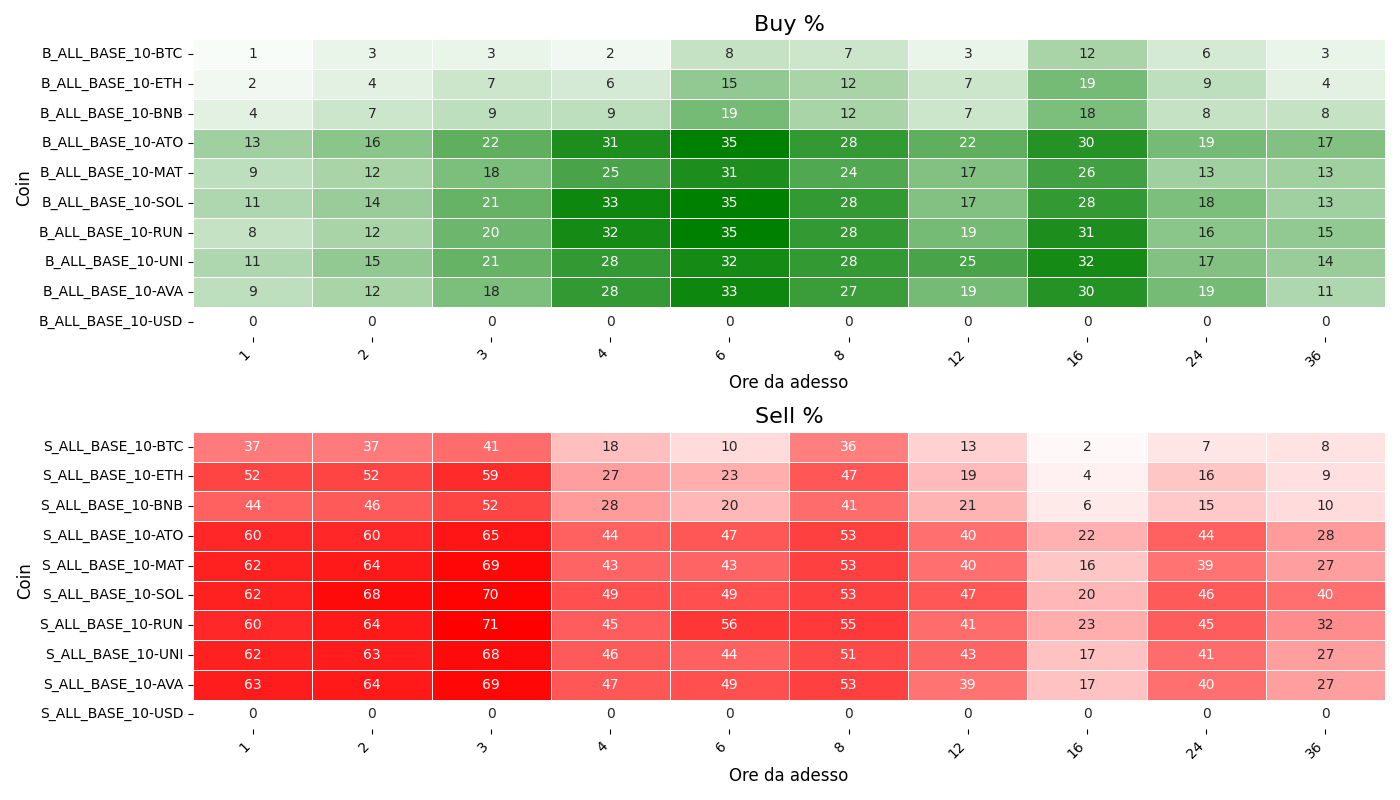 Buy %
Coin
B_ALL_BASE_10-BTC 1 3 3 2 8 7 3 12 6 3
B_ALL_BASE_10-ETH 2 4 7 6 15 12 7 19 9 4
B_ALL_BASE_10-BNB 4 7 9 9 19 12 7 18 8 8
B_ALL_BASE_10-ATO 13 16 22 31 35 28 22 30 19 17
B_ALL_BASE_10-MAT 9 12 18 25 31 24 17 26 13 13
B_ALL_BASE_10-SOL 11 14 21 33 35 28 17 28 18 13
B_ALL_BASE_10-RUN 8 12 20 32 35 28 19 31 16 15
B_ALL_BASE_10-UNI 11 15 21 28 32 28 25 32 17 14
B_ALL_BASE_10-AVA 9 12 18 28 33 27 19 30 19 11
B_ALL_BASE_10-USD 0 0 0 0 0 0 0 0 0 0
1 2 3 4 6 8 12 16 24 36
Ore da adesso
Sell %
Coin
S_ALL_BASE_10-BTC 37 37 41 18 10 36 13 2 7 8
S_ALL_BASE_10-ETH 52 52 59 27 23 47 19 4 16 9
S_ALL_BASE_10-BNB 44 46 52 28 20 41 21 6 15 10
S_ALL_BASE_10-ATO 60 60 65 44 47 53 40 22 44 28
S_ALL_BASE_10-MAT 62 64 69 43 43 53 40 16 39 27
S_ALL_BASE_10-SOL 62 68 70 49 49 53 47 20 46 40
S_ALL_BASE_10-RUN 60 64 71 45 56 55 41 23 45 32
S_ALL_BASE_10-UNI 62 63 68 46 44 51 43 17 41 27
S_ALL_BASE_10-AVA 63 64 69 47 49 53 39 17 40 27
S_ALL_BASE_10-USD 0 0 0 0 0 0 0 0 0 0
1 2 3 4 6 8 12 16 24 36
Ore da adesso